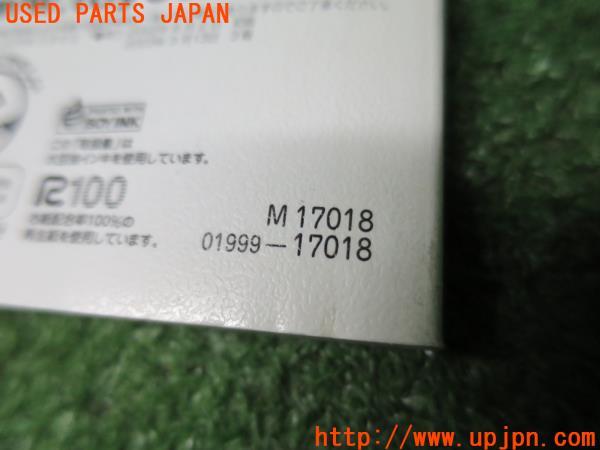 USED PARTS JAPAN
SOY INK
この「取扱書」は
大豆油インキを使用しています。
R100
古紙配合率100%の
再生紙を使用しています。
M 17018
01999-17018
http://www.upjpn.com